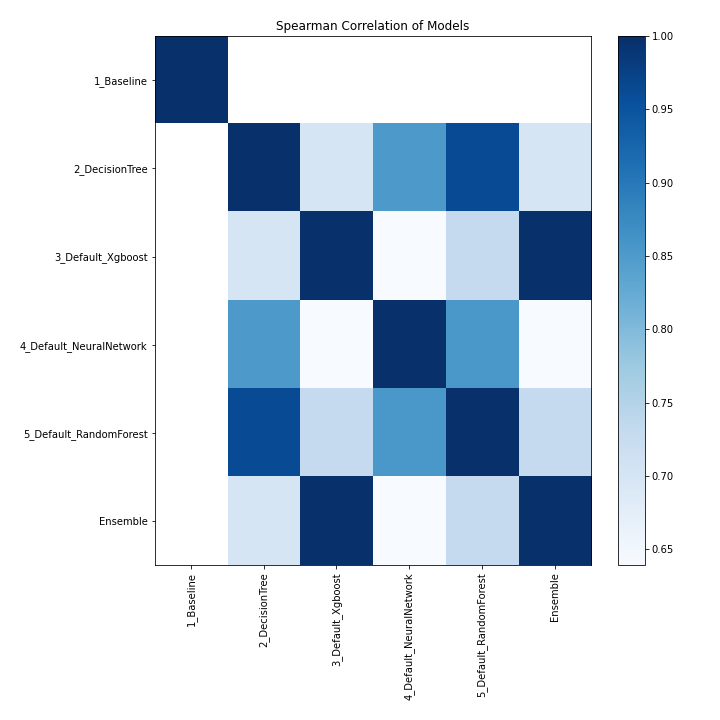 Spearman Correlation of Models
1_Baseline
2_DecisionTree
3_Default_Xgboost
4_Default_NeuralNetwork
5_Default_RandomForest
Ensemble
1_Baseline
2_DecisionTree
3_Default_Xgboost
4_Default_NeuralNetwork
5_Default_RandomForest
Ensemble
1.00
0.95
0.90
0.85
0.80
0.75
0.70
0.65